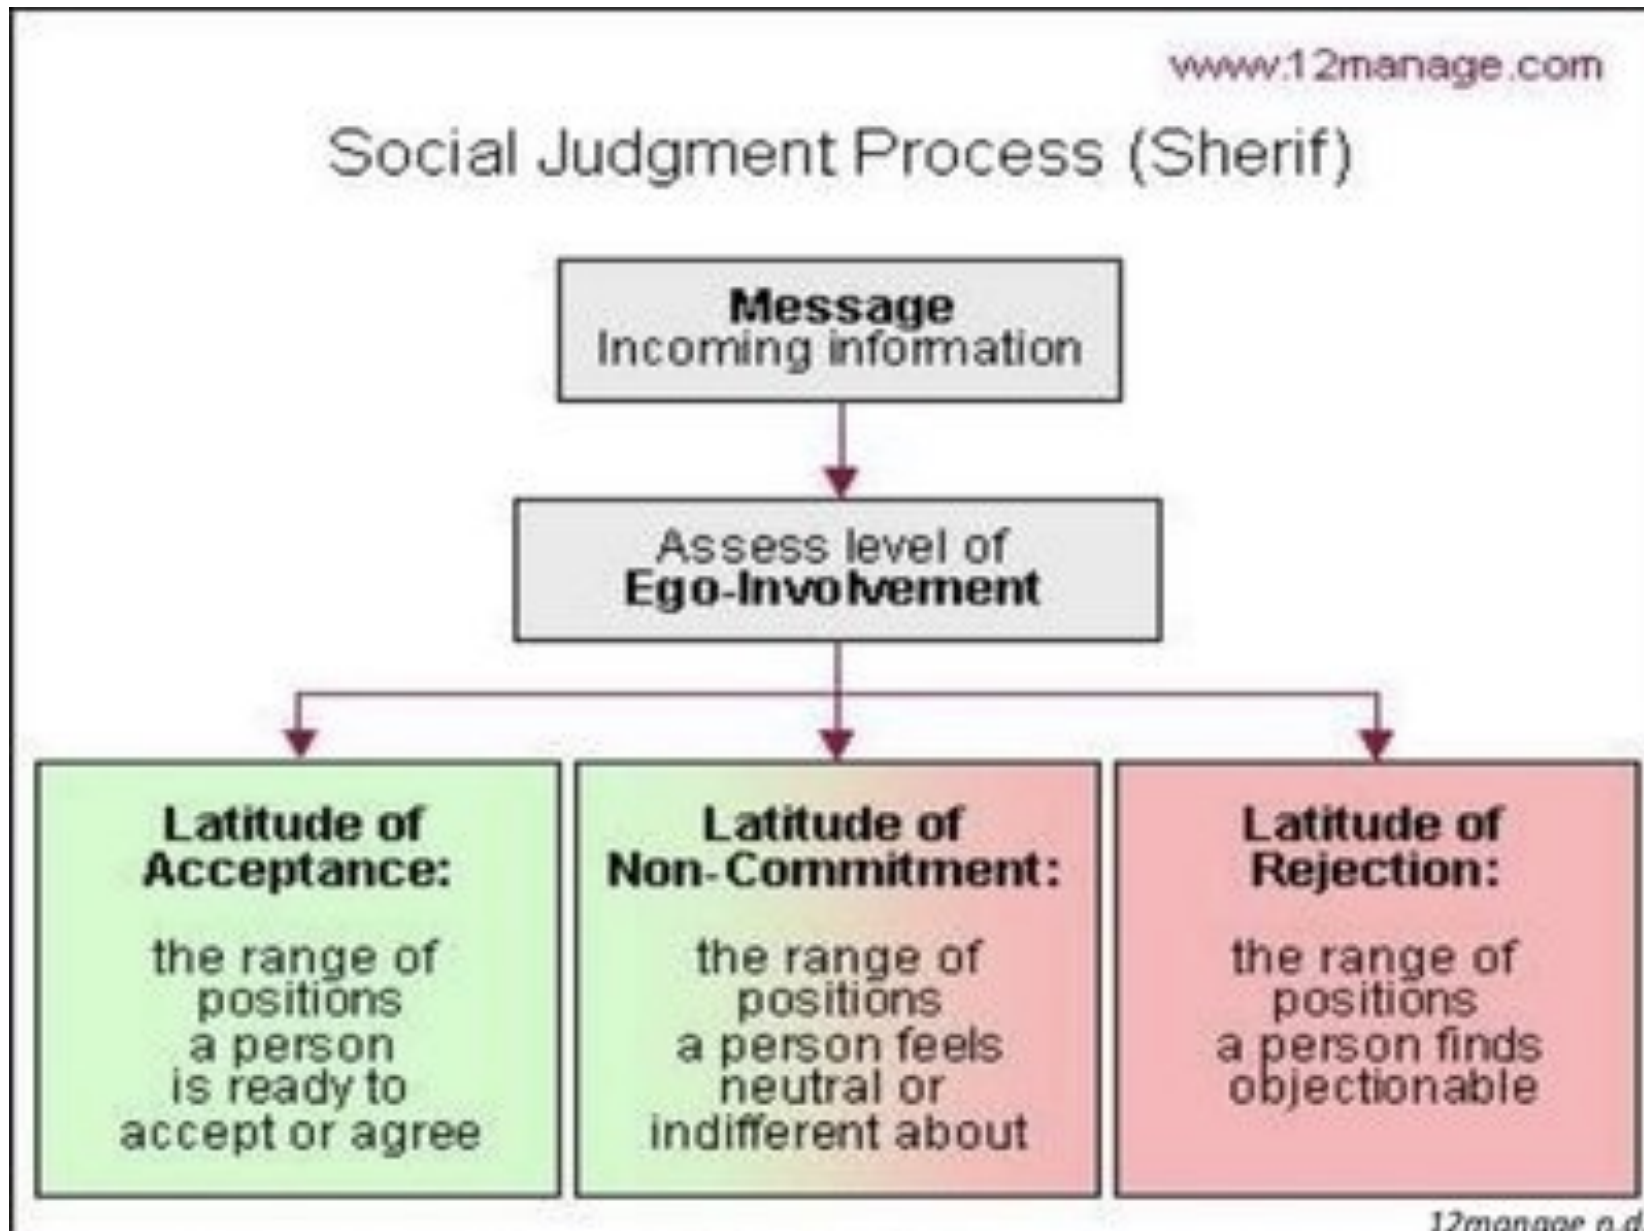 www.12manage.com
Social Judgment Process (Sherif)
Message
Incoming information
Assess level of
Ego-Involvement
Latitude of
Acceptance:
the range of
positions
a person
is ready to
accept or agree
Latitude of
Non-Commitment:
the range of
positions
a person feels
neutral or
indifferent about
Latitude of
Rejection:
the range of
positions
a person finds
objectionable
12manage n.d